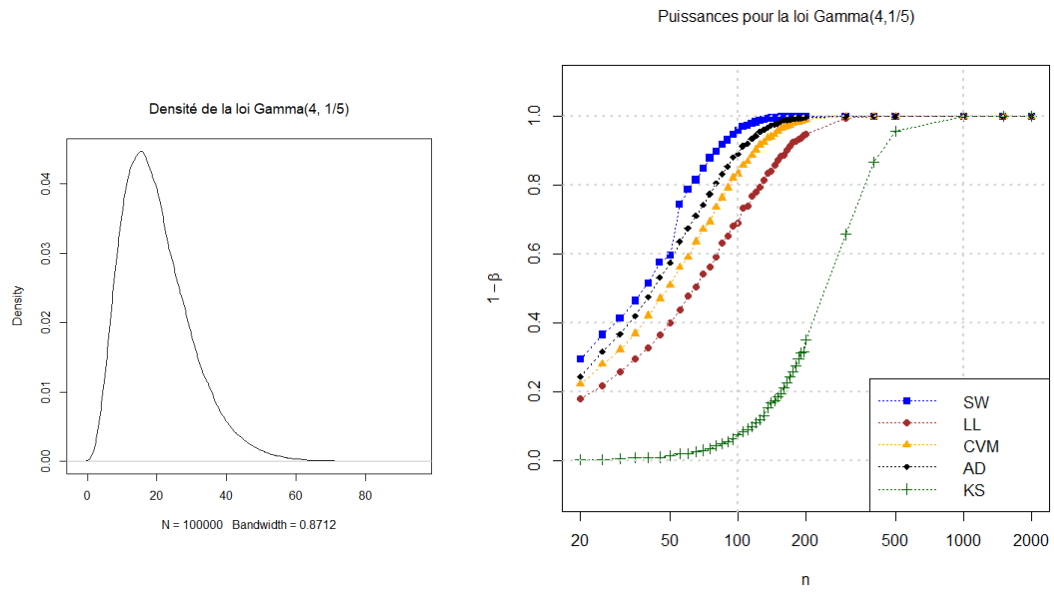 Densité de la loi Gamma(4, 1/5)
Density
0.00
0.01
0.02
0.03
0.04
0
20
40
60
80
N = 100000 Bandwidth = 0.8712
Puissances pour la loi Gamma(4,1/5)
1 − β
0.0
0.2
0.4
0.6
0.8
1.0
20
50
100
200
500
1000
2000
n
SW
LL
CVM
AD
KS